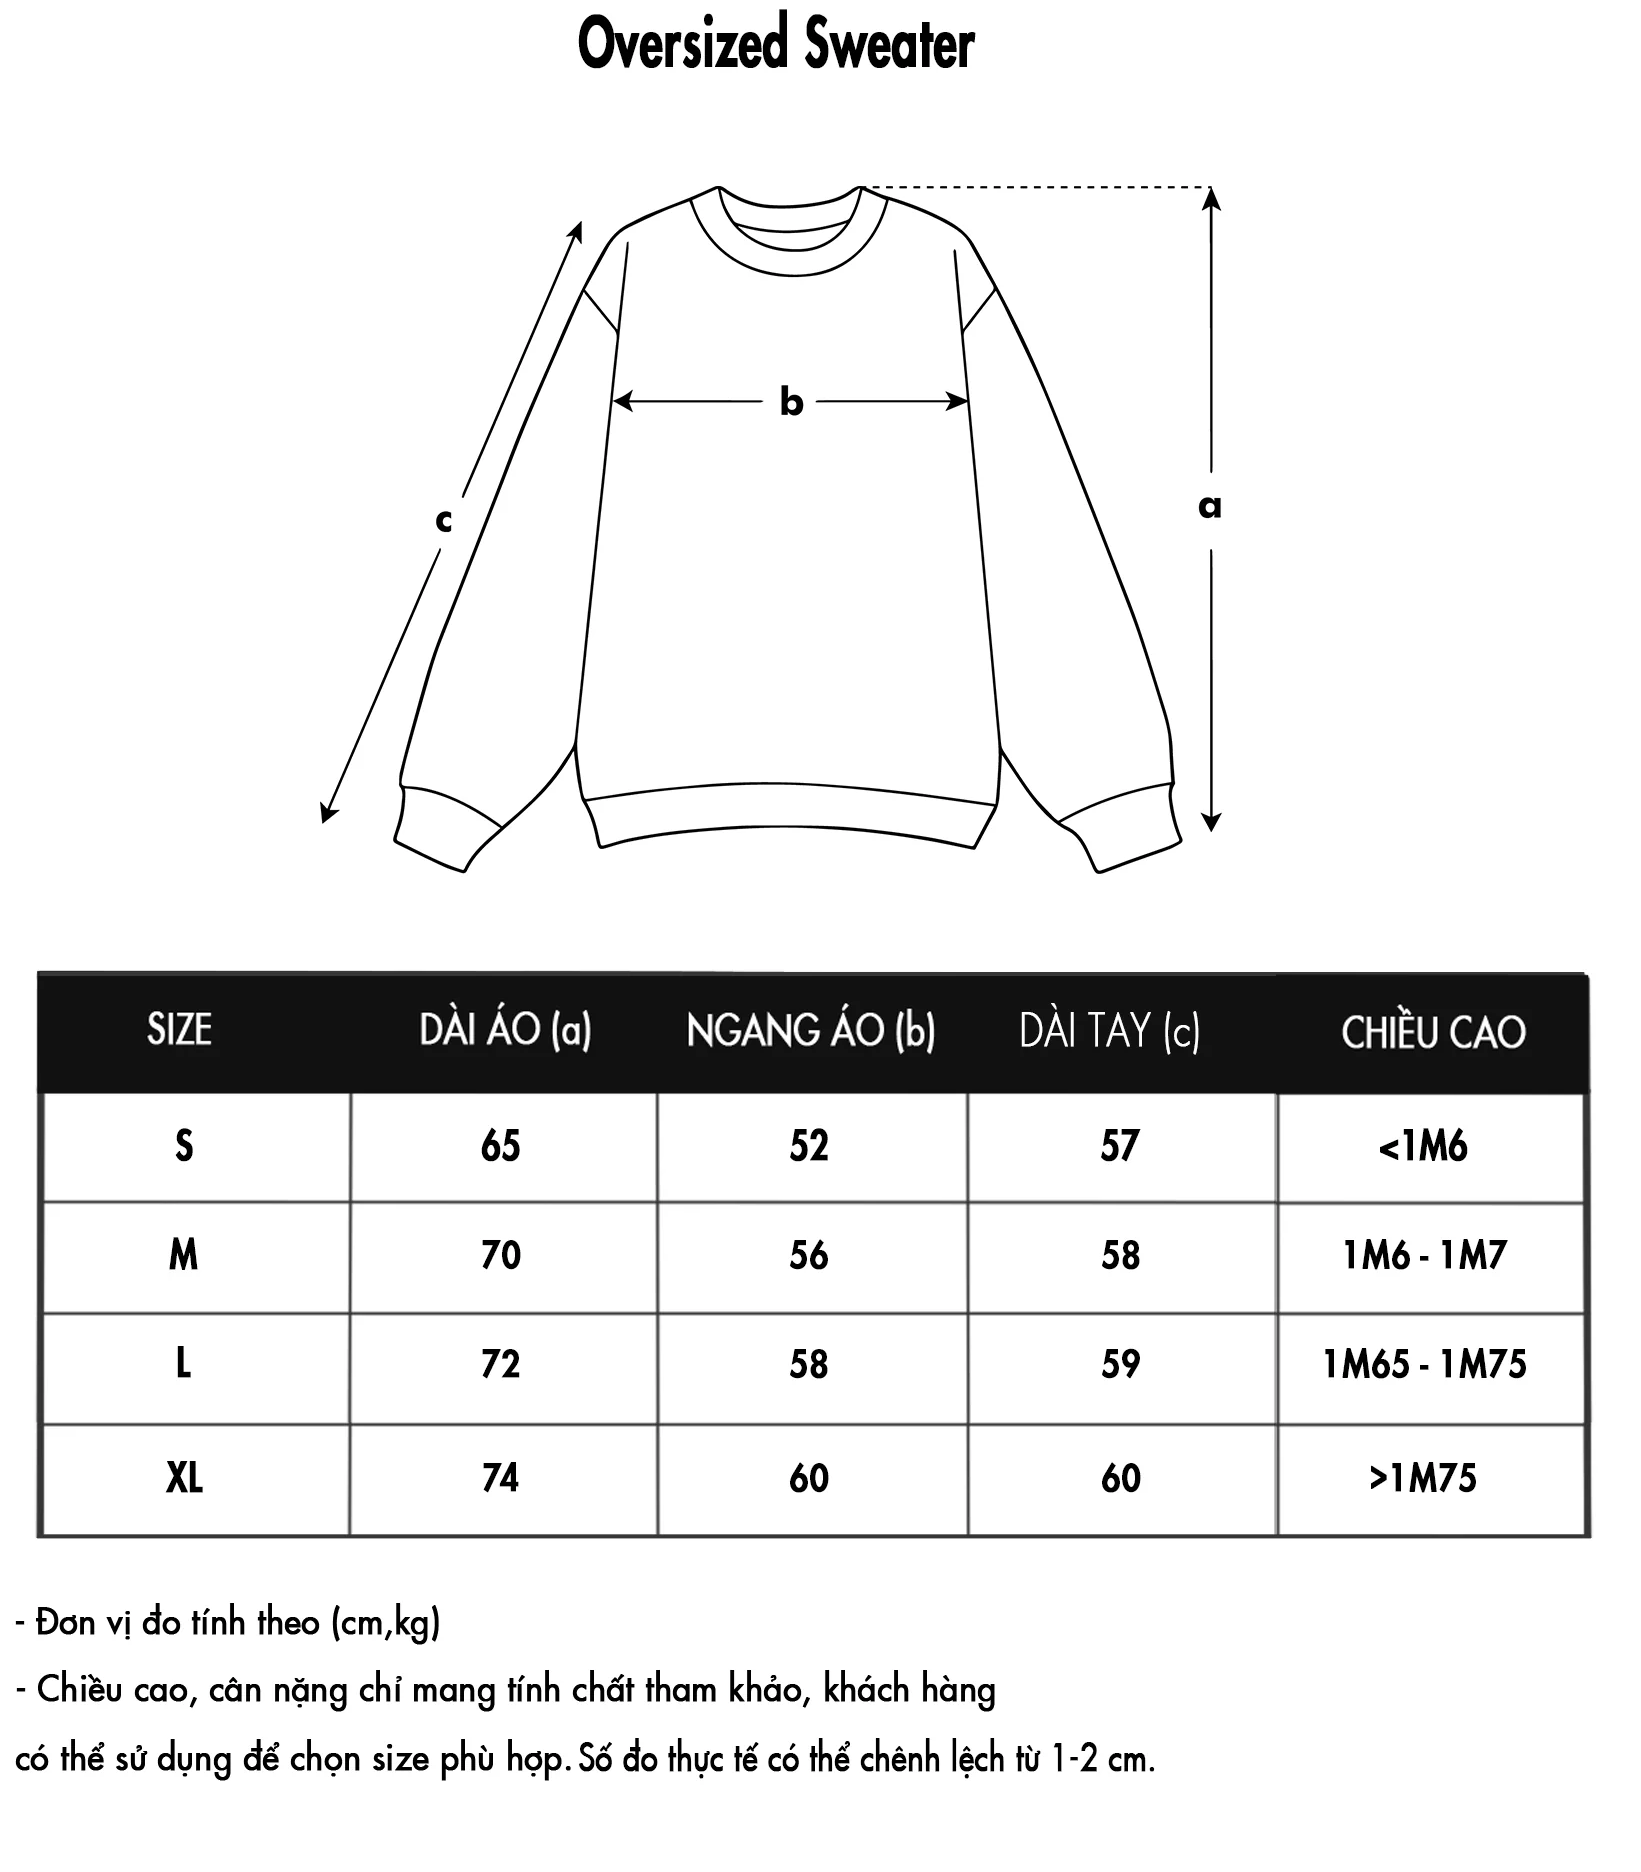 Oversized Sweater
c
b
a
SIZE DÀI ÁO (a) NGANG ÁO (b) DÀI TAY (c) CHIỀU CAO
S 65 52 57 <1M6
M 70 56 58 1M6 - 1M7
L 72 58 59 1M65 - 1M75
XL 74 60 60 >1M75
- Đơn vị đo tính theo (cm,kg)
- Chiều cao, cân nặng chỉ mang tính chất tham khảo, khách hàng
có thể sử dụng để chọn size phù hợp. Số đo thực tế có thể chênh lệch từ 1-2 cm.